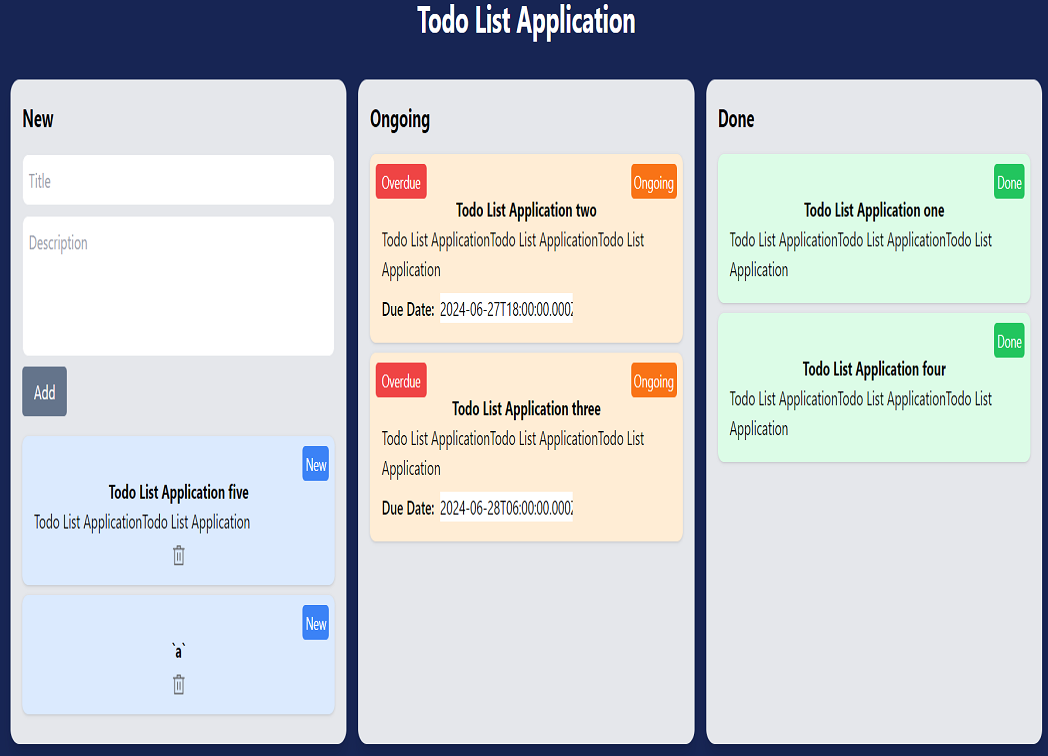 Todo List Application
New
Title
Description
Add
New
Todo List Application five
Todo List ApplicationTodo List Application
New
`a`
Ongoing
Overdue
Ongoing
Todo List Application two
Todo List ApplicationTodo List ApplicationTodo List
Application
Due Date: 2024-06-27T18:00:00.000Z
Overdue
Ongoing
Todo List Application three
Todo List ApplicationTodo List ApplicationTodo List
Application
Due Date: 2024-06-28T06:00:00.000Z
Done
Done
Todo List Application one
Todo List ApplicationTodo List ApplicationTodo List
Application
Done
Todo List Application four
Todo List ApplicationTodo List ApplicationTodo List
Application